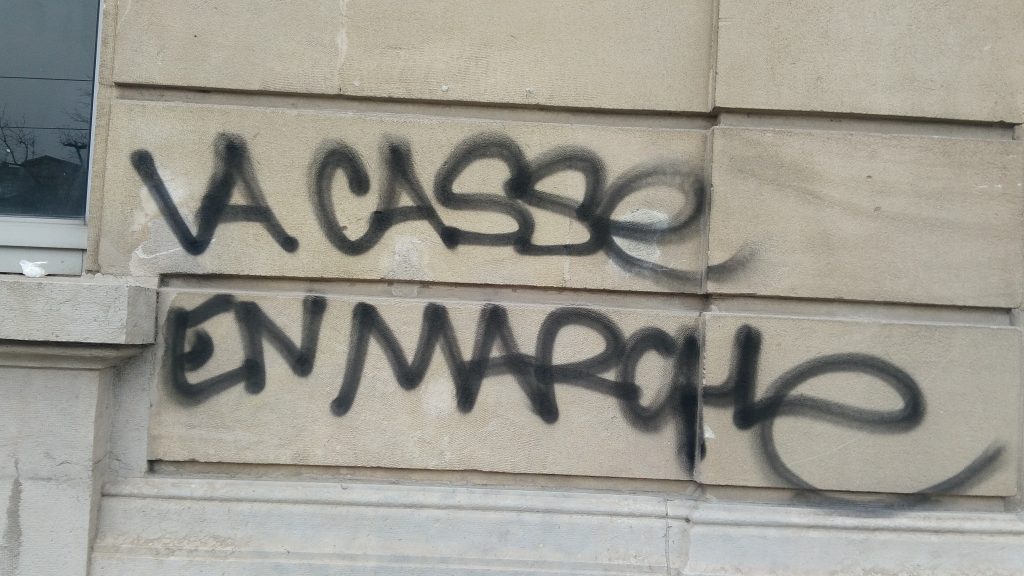 VA CASSe
EN MARCHe